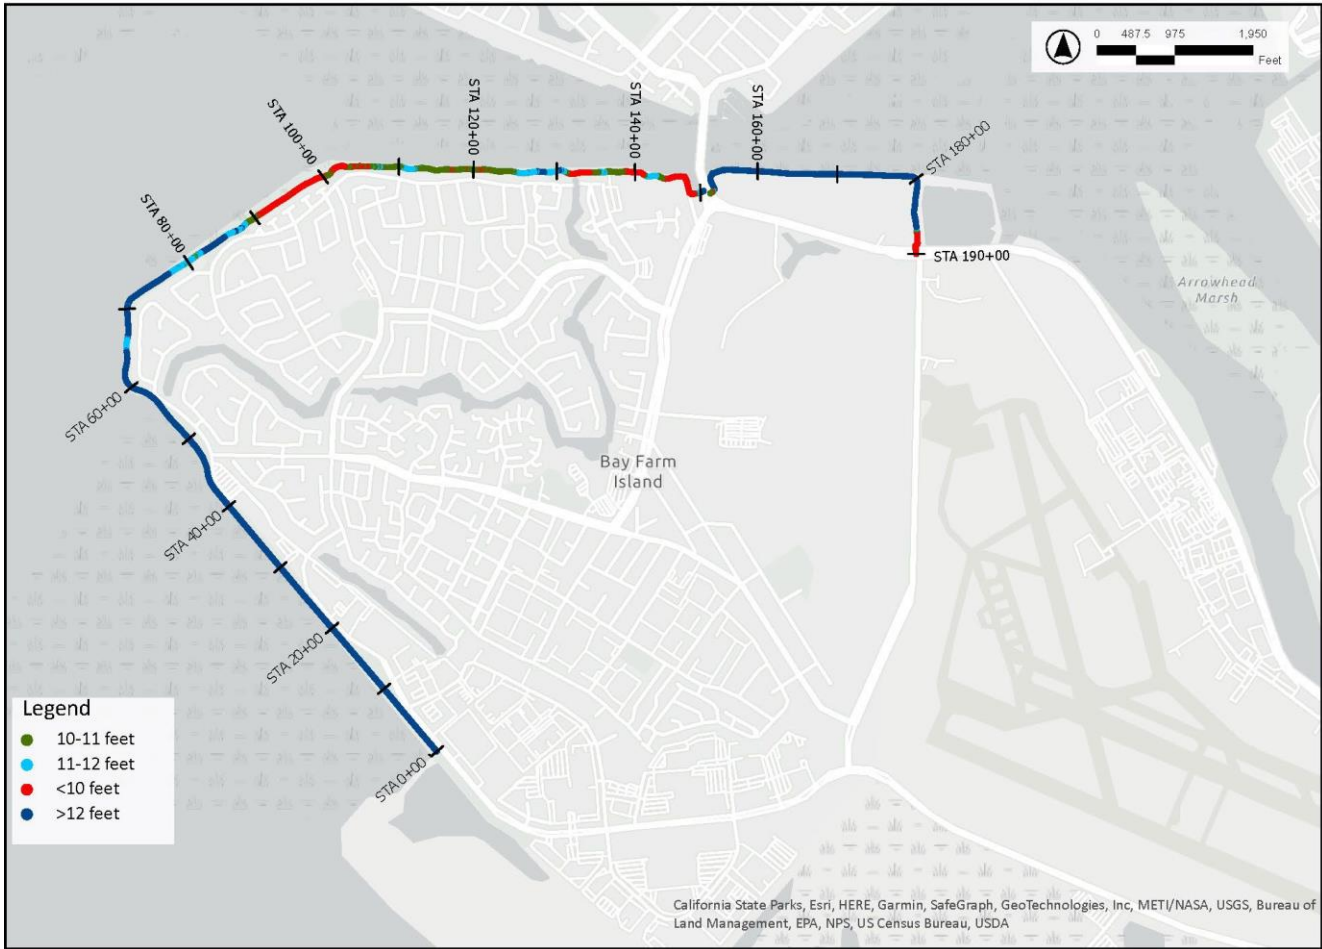 0 487.5 975 1,950
Feet
STA 100+00
STA 120+00
STA 140+00
STA 160+00
STA 180+00
STA 80+00
STA 190+00
Arrowhead
Marsh
STA 60+00
Bay Farm
Island
STA 40+00
STA 20+00
STA 0+00
Legend
10-11 feet
11-12 feet
<10 feet
>12 feet
California State Parks, Esri, HERE, Garmin, SafeGraph, GeoTechnologies, Inc, METI/NASA, USGS, Bureau of
Land Management, EPA, NPS, US Census Bureau, USDA